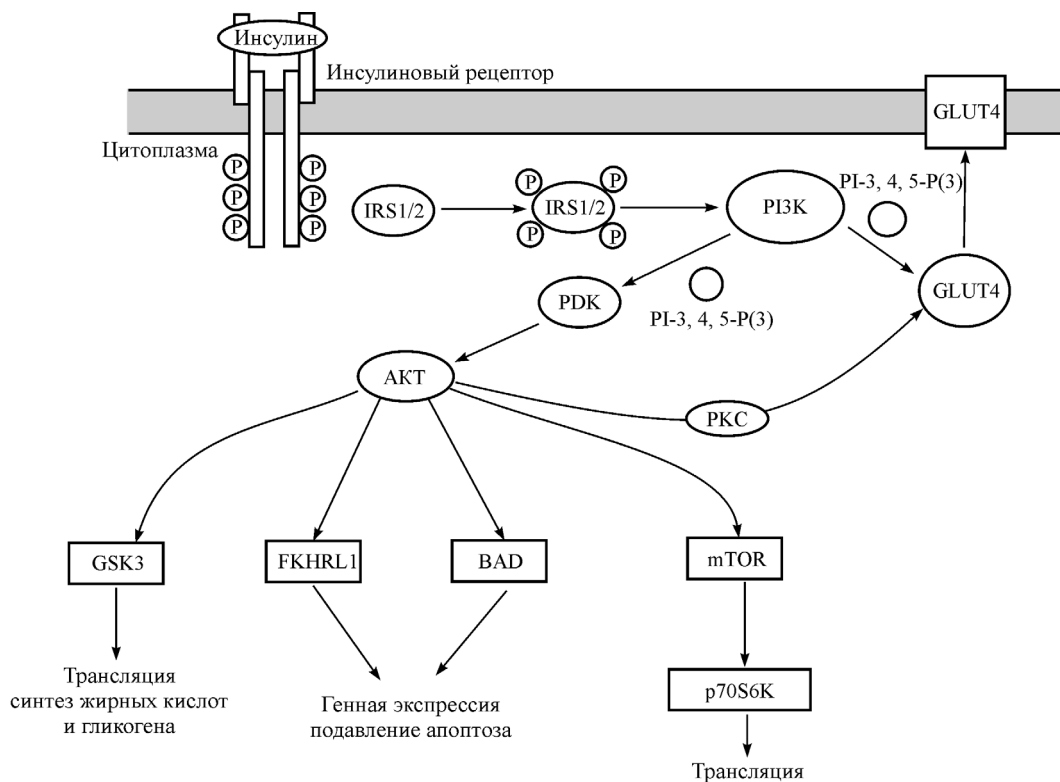 Инсулин
Инсулиновый рецептор
GLUT4
Цитоплазма
P
P
P
P
P
P
IRS1/2
P
P
IRS1/2
P
P
PI3K
PI-3, 4, 5-P(3)
GLUT4
PDK
PI-3, 4, 5-P(3)
АКТ
PKC
GSK3
FKHRL1
BAD
mTOR
p70S6K
Трансляция
синтез жирных кислот
и гликогена
Генная экспрессия
подавление апоптоза
Трансляция